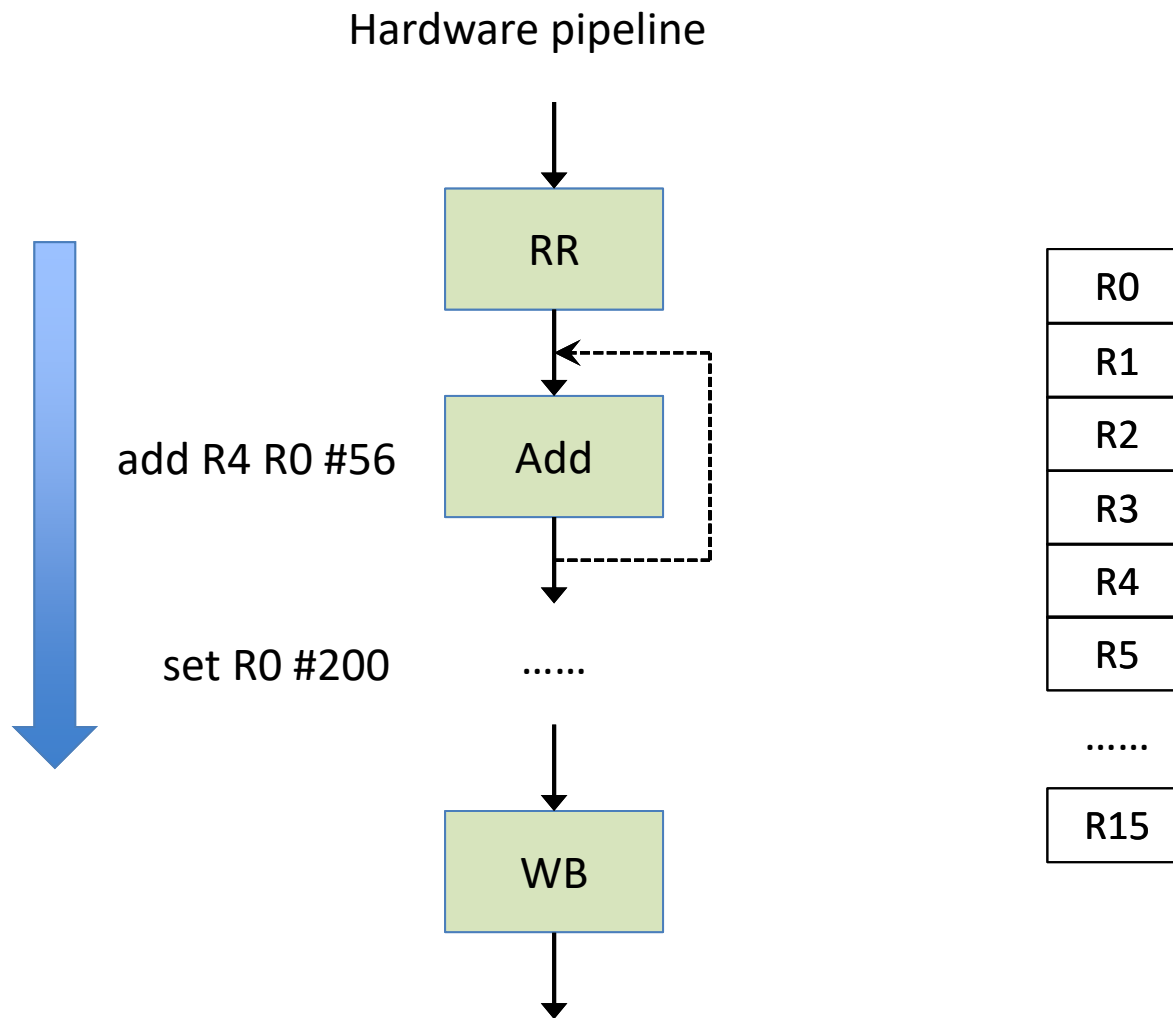 Hardware pipeline
RR
add R4 R0 #56
Add
set R0 #200
......
WB
R0
R1
R2
R3
R4
R5
......
R15